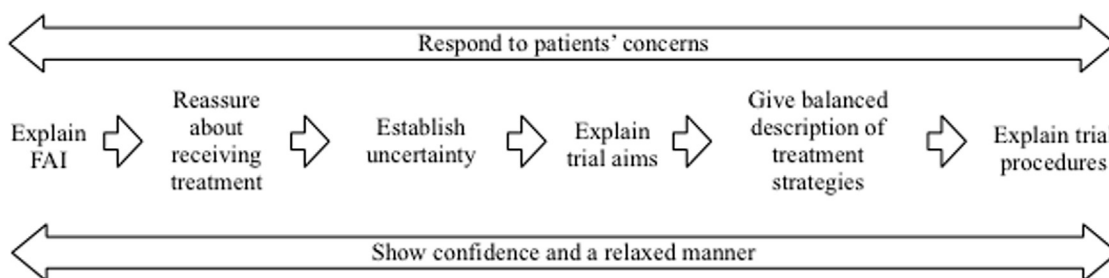 Respond to patients’ concerns
Explain
FAI
Reassure
about
receiving
treatment
Establish
uncertainty
Explain
trial aims
Give balanced
description of
treatment
strategies
Explain tria
procedures
Show confidence and a relaxed manner